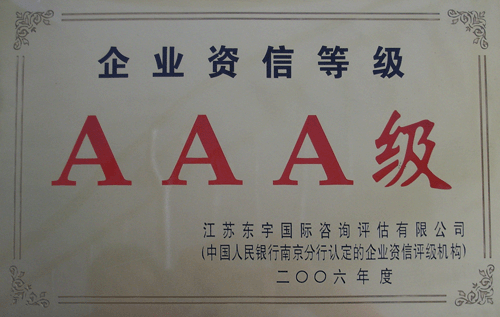 企业资信等级
AAA级
江苏东宇国际咨询评估有限公司
(中国人民银行南京分行认定的企业资信评级机构)
二〇〇六年度